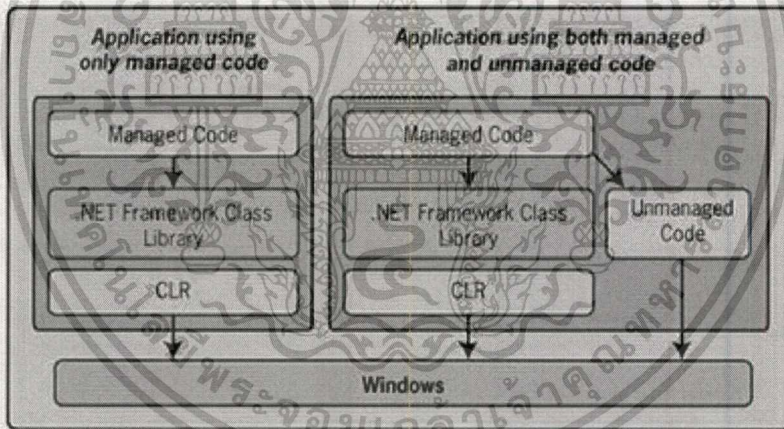 Application using
only managed code
Application using both managed
and unmanaged code
Managed Code
.NET Framework Class
Library
CLR
Managed Code
.NET Framework Class
Library
CLR
Unmanaged
Code
Windows